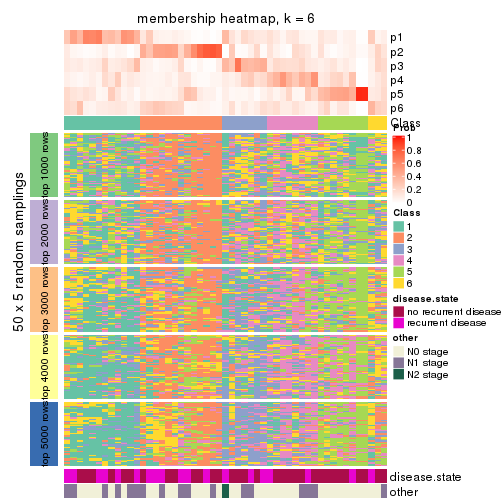 membership heatmap, k = 6
p1
p2
p3
p4
p5
p6
Class
Prob
1
0.8
0.6
0.4
0.2
0
Class
1
2
3
4
5
6
disease.state
no recurrent disease
recurrent disease
other
N0 stage
N1 stage
N2 stage
50 x 5 random samplings
top 1000 rows
top 2000 rows
top 3000 rows
top 4000 rows
top 5000 rows
disease.state
other